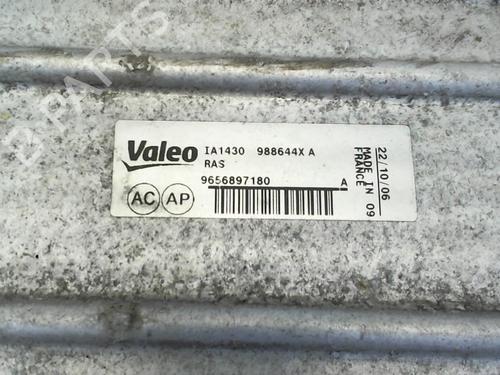 Valeo
IA1430 988644X A
RAS
9656897180 A
AC AP
22/10/06
MADE IN 09
FRANCE
B PARTS